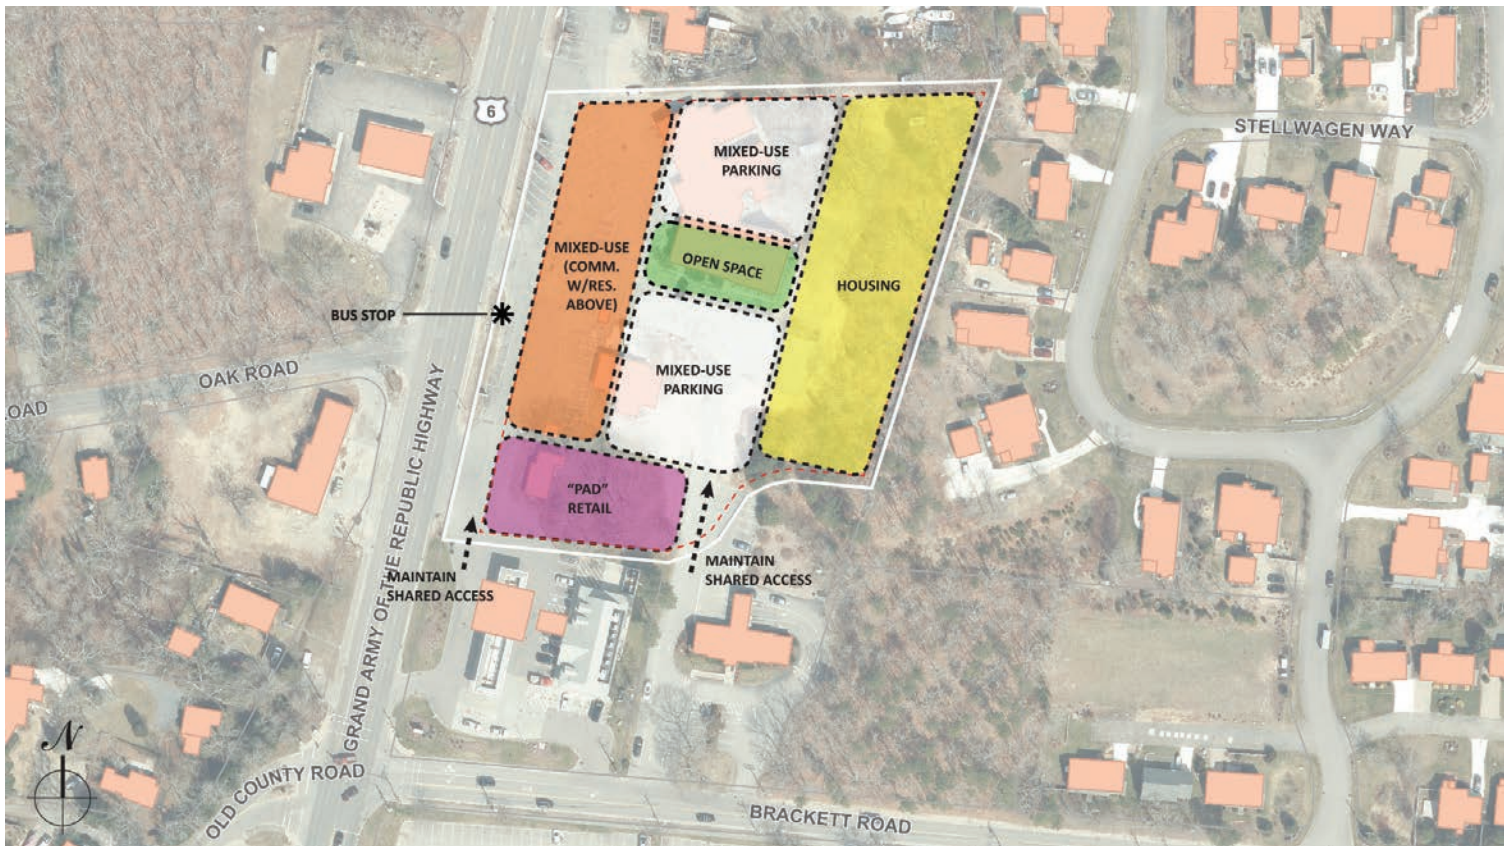 6
STELLWAGEN WAY
MIXED-USE
PARKING
MIXED-USE
(COMM.
W/RES.
ABOVE)
OPEN SPACE
HOUSING
BUS STOP
MIXED-USE
PARKING
OAK ROAD
OAD
GRAND ARMY OF THE REPUBLIC HIGHWAY
“PAD”
RETAIL
MAINTAIN
SHARED ACCESS
MAINTAIN
SHARED ACCESS
N
OLD COUNTY ROAD
BRACKETT ROAD